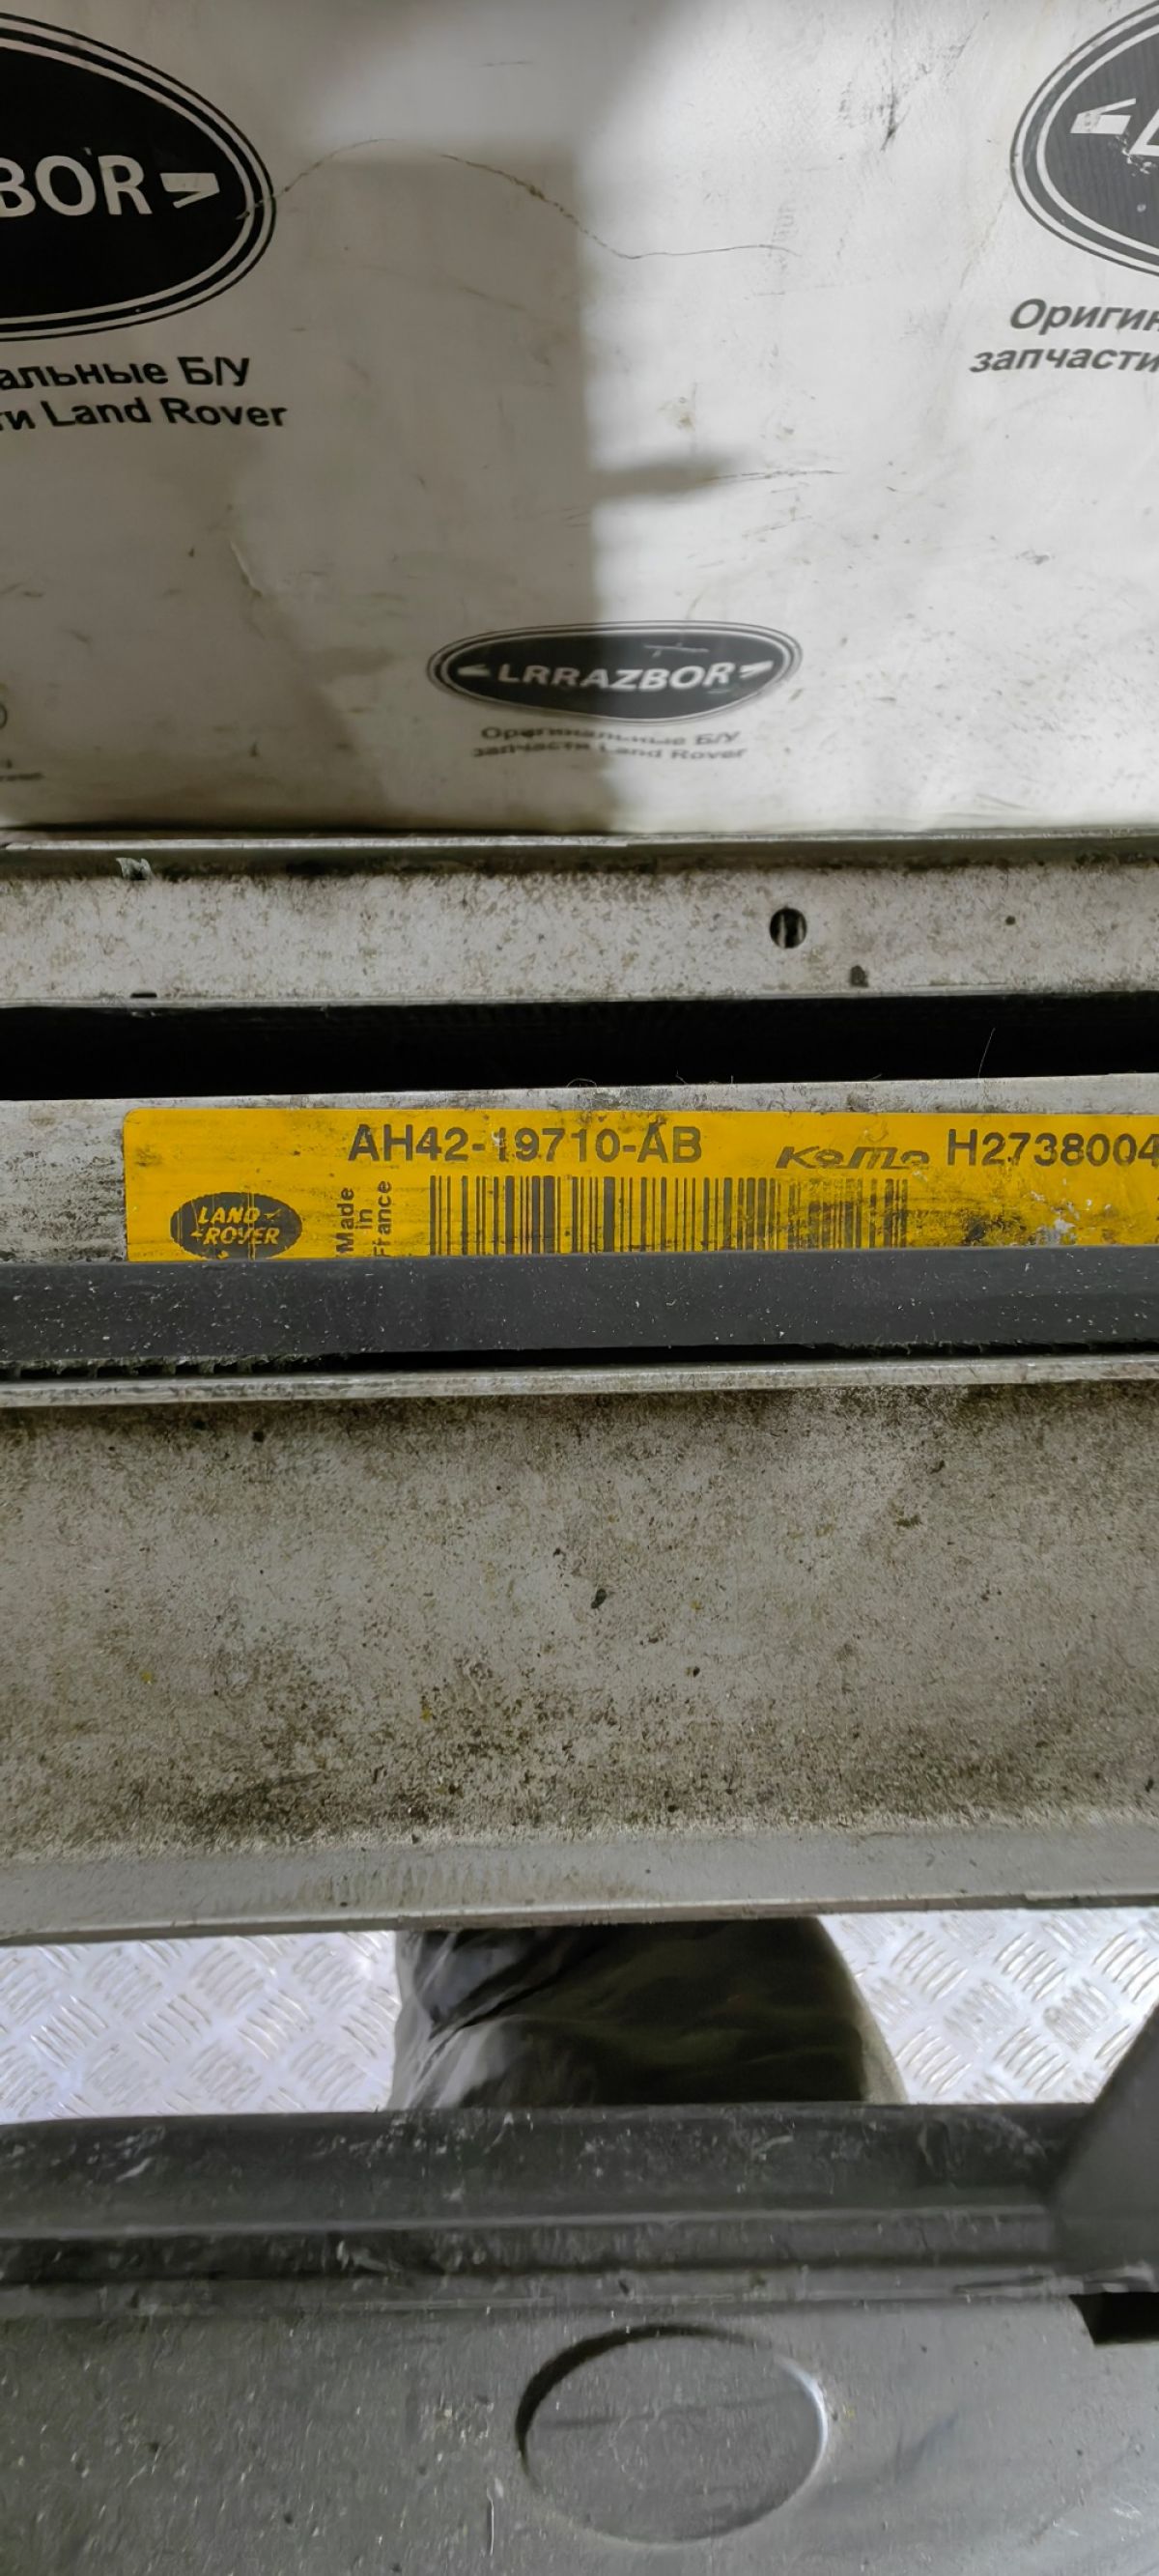 BOR
альные Б/У
ти Land Rover
Оригин
запчасти
LRRAZBOR
Оригинальные Б/У
запчасти Land Rover
AH42-19710-AB
H2738004
LAND
ROVER
Made
in
France